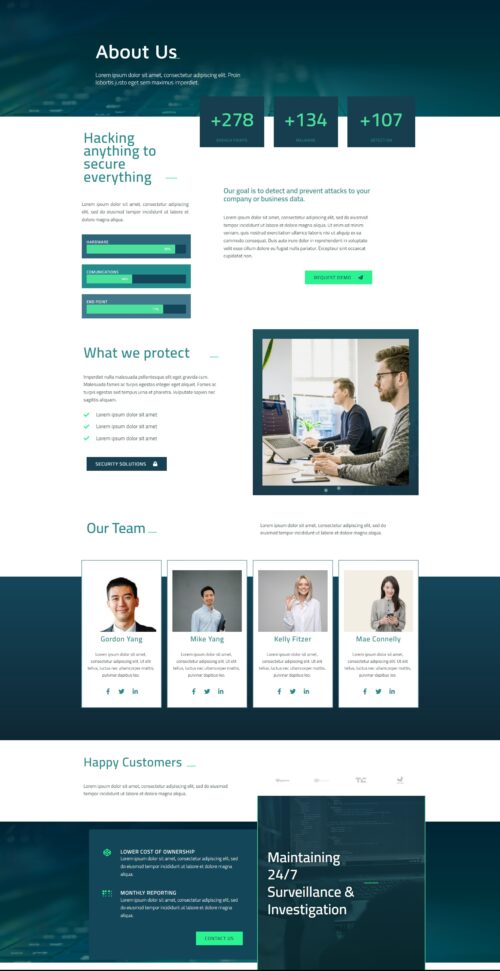 About Us
Lorem ipsum dolor sit amet, consectetur adipiscing elit. Proin
lobortis justo eget sem maximus imperdiet.
+278
+134
+107
Hacking
anything to
secure
everything
Lorem ipsum dolor sit amet, consectetur adipiscing
elit, sed do eiusmod tempor incididunt ut labore et
dolore magna aliqua.
HARDWARE
COMUNICATIONS
END POINT
Our goal is to detect and prevent attacks to your
company or business data.
Lorem ipsum dolor sit amet, consectetur adipiscing elit, sed do
eiusmod tempor incididunt ut labore et dolore magna aliqua. Ut enim ad minim
veniam, quis nostrud exercitation ullamco laboris nisi ut aliquip ex ea
commodo consequat. Duis aute irure dolor in reprehenderit in voluptate
velit esse cillum dolore eu fugiat nulla pariatur. Excepteur sint occaecat
cupidatat non.
REQUEST DEMO
What we protect
Imperdiet nulla malesuada pellentesque elit eget gravida cum.
Malesuada fames ac turpis egestas integer eget aliquet. Fames ac
turpis egestas sed tempus urna et pharetra. Vulputate sapien nec
sagittis aliquam.
Lorem ipsum dolor sit amet
Lorem ipsum dolor sit amet
Lorem ipsum dolor sit amet
SECURITY SOLUTIONS
Our Team
Lorem ipsum dolor sit amet, consectetur adipiscing elit, sed do
eiusmod tempor incididunt ut labore et dolore magna aliqua.
Gordon Yang
Lorem ipsum dolor sit amet,
consectetur adipiscing elit. Ut elit
tellus, luctus nec ullamcorper mattis,
pulvinar dapibus leo.
Mike Yang
Lorem ipsum dolor sit amet,
consectetur adipiscing elit. Ut elit
tellus, luctus nec ullamcorper mattis,
pulvinar dapibus leo.
Kelly Fitzer
Lorem ipsum dolor sit amet,
consectetur adipiscing elit. Ut elit
tellus, luctus nec ullamcorper mattis,
pulvinar dapibus leo.
Mae Connelly
Lorem ipsum dolor sit amet,
consectetur adipiscing elit. Ut elit
tellus, luctus nec ullamcorper mattis,
pulvinar dapibus leo.
Happy Customers
Lorem ipsum dolor sit amet, consectetur adipiscing elit, sed do
eiusmod tempor incididunt ut labore et dolore magna aliqua.
LOWER COST OF OWNERSHIP
Lorem ipsum dolor sit amet, consectetur adipiscing elit, sed
do eiusmod tempor incididunt ut labore et dolore magna
aliqua.
MONTHLY REPORTING
Lorem ipsum dolor sit amet, consectetur adipiscing elit, sed
do eiusmod tempor incididunt ut labore et dolore magna
aliqua.
CONTACT US
Maintaining
24/7
Surveillance &
Investigation